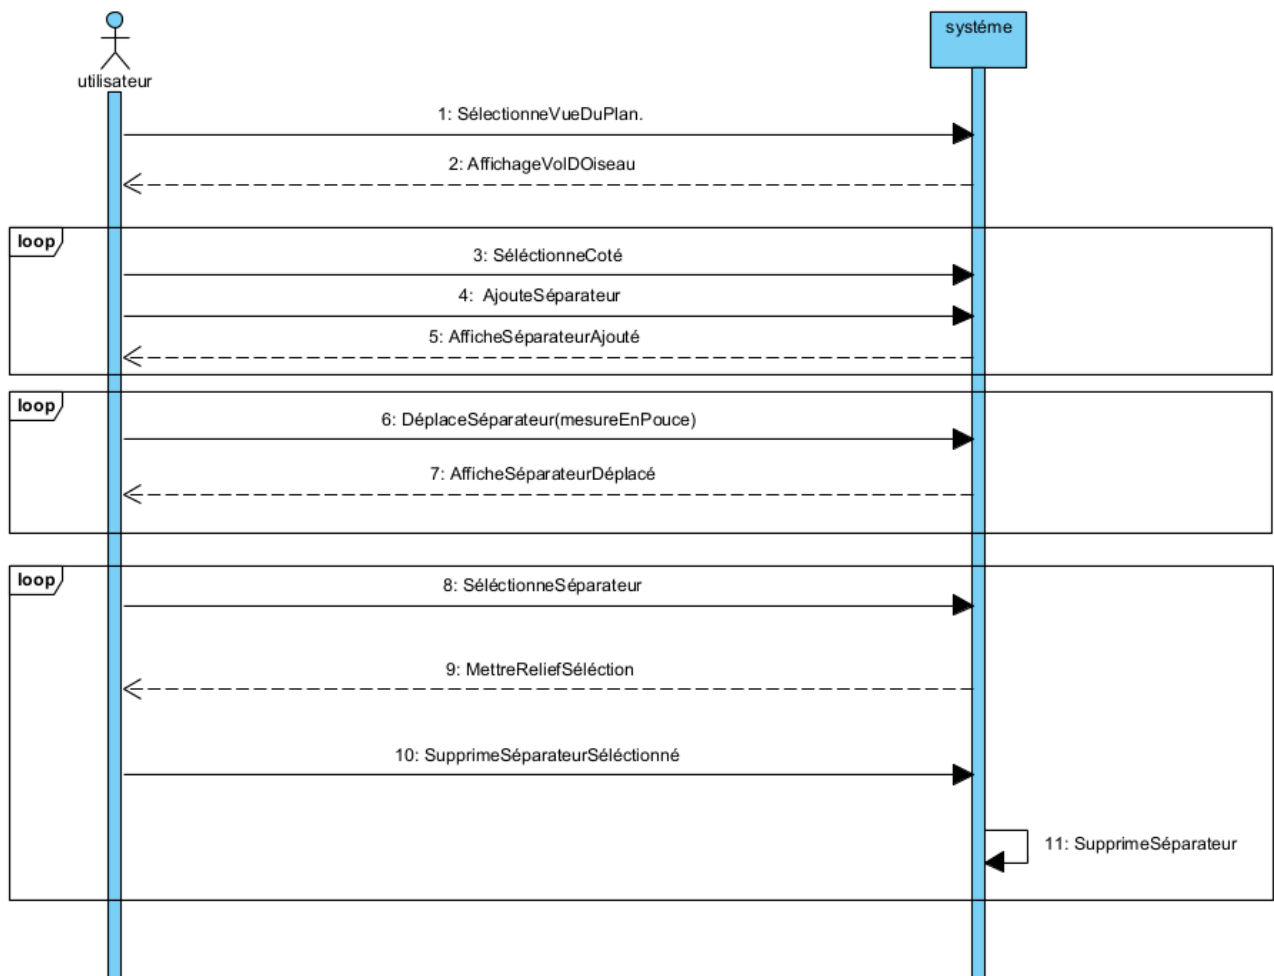 systéme
utilisateur
1: SélectionneVueDuPlan.
2: AffichageVolDOiseau
loop
3: SéléctionneCoté
4: AjouteSéparateur
5: AfficheSéparateurAjouté
loop
6: DéplaceSéparateur(mesureEnPouce)
7: AfficheSéparateurDéplacé
loop
8: SéléctionneSéparateur
9: MettreReliefSéléction
10: SupprimeSéparateurSéléctionné
11: SupprimeSéparateur